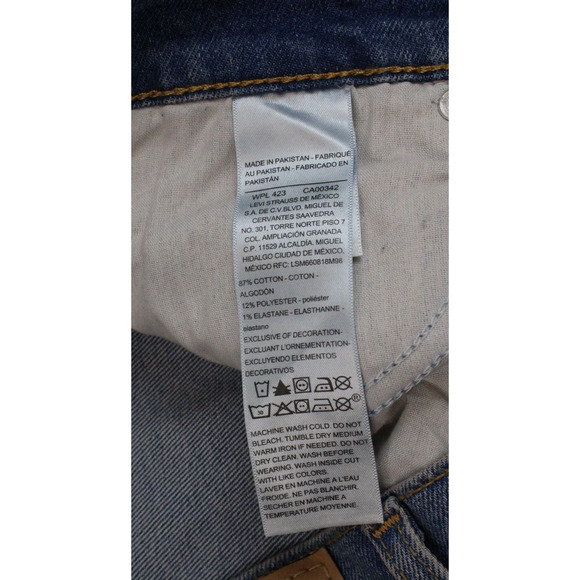 MADE IN PAKISTAN - FABRIQUÉ
AU PAKISTAN - FABRICADO EN
PAKISTÁN
WPL 423 CA00342
LEVI STRAUSS DE MÉXICO
S.A. DE C.V.BLVD. MIGUEL DE
CERVANTES SAAVEDRA
NO. 301, TORRE NORTE PISO 7
COL. AMPLIACIÓN GRANADA
C.P. 11529 ALCALDÍA. MIGUEL
HIDALGO CIUDAD DE MÉXICO,
MÉXICO RFC: LSM660818M98
87% COTTON - COTON -
ALGODÓN
12% POLYESTER - poliéster
1% ELASTANE - ELASTHANNE -
elastano
EXCLUSIVE OF DECORATION-
EXCLUANT L'ORNEMENTATION-
EXCLUYENDO ELEMENTOS
DECORATIVOS
30 ®
MACHINE WASH COLD. DO NOT
BLEACH. TUMBLE DRY MEDIUM.
WARM IRON IF NEEDED. DO NOT
DRY CLEAN. WASH BEFORE
WEARING. WASH INSIDE OUT
WITH LIKE COLORS.
LAVER EN MACHINE A L'EAU
FROIDE. NE PAS BLANCHIR.
SECHER EN MACHINE A
TEMPERATURE MOYENNE.